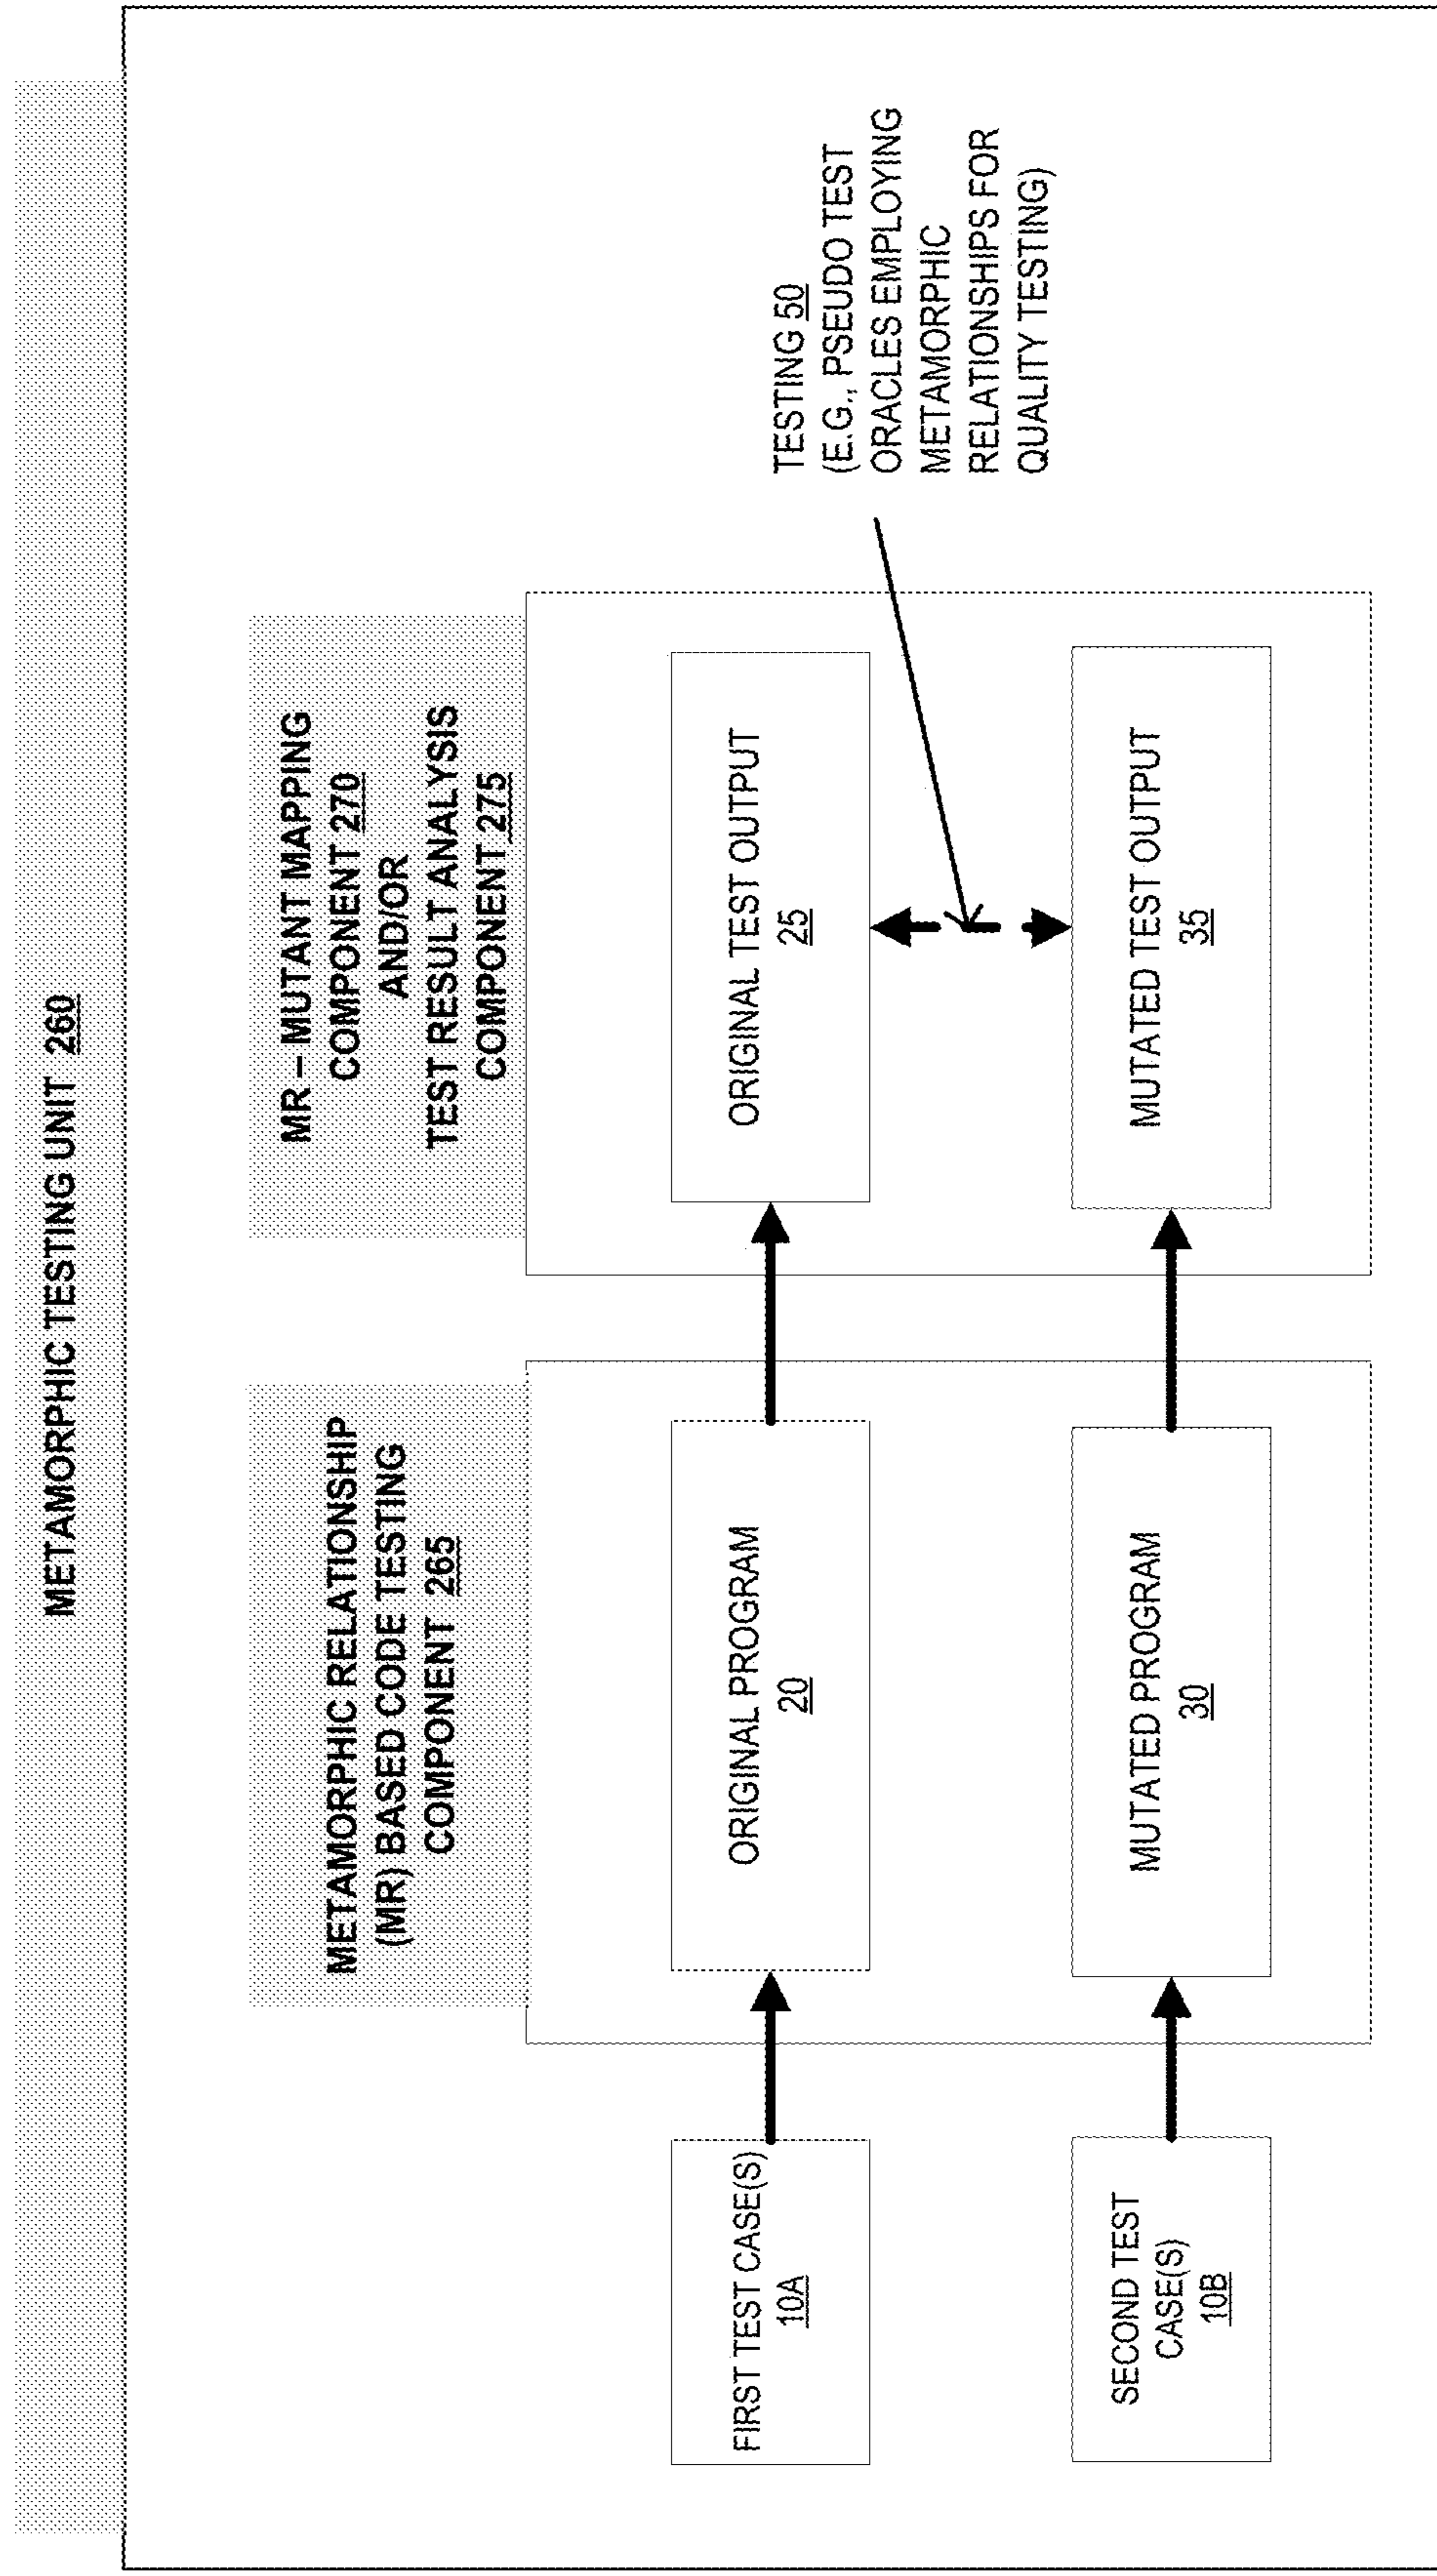 METAMORPHIC TESTING UNIT 260
METAMORPHIC RELATIONSHIP
(MR) BASED CODE TESTING
COMPONENT 265
MR – MUTANT MAPPING
COMPONENT 270
AND/OR
TEST RESULT ANALYSIS
COMPONENT 275
FIRST TEST CASE(S)
10A
ORIGINAL PROGRAM
20
ORIGINAL TEST OUTPUT
25
TESTING 50
(E.G., PSEUDO TEST
ORACLES EMPLOYING
METAMORPHIC
RELATIONSHIPS FOR
QUALITY TESTING)
SECOND TEST
CASE(S)
10B
MUTATED PROGRAM
30
MUTATED TEST OUTPUT
35